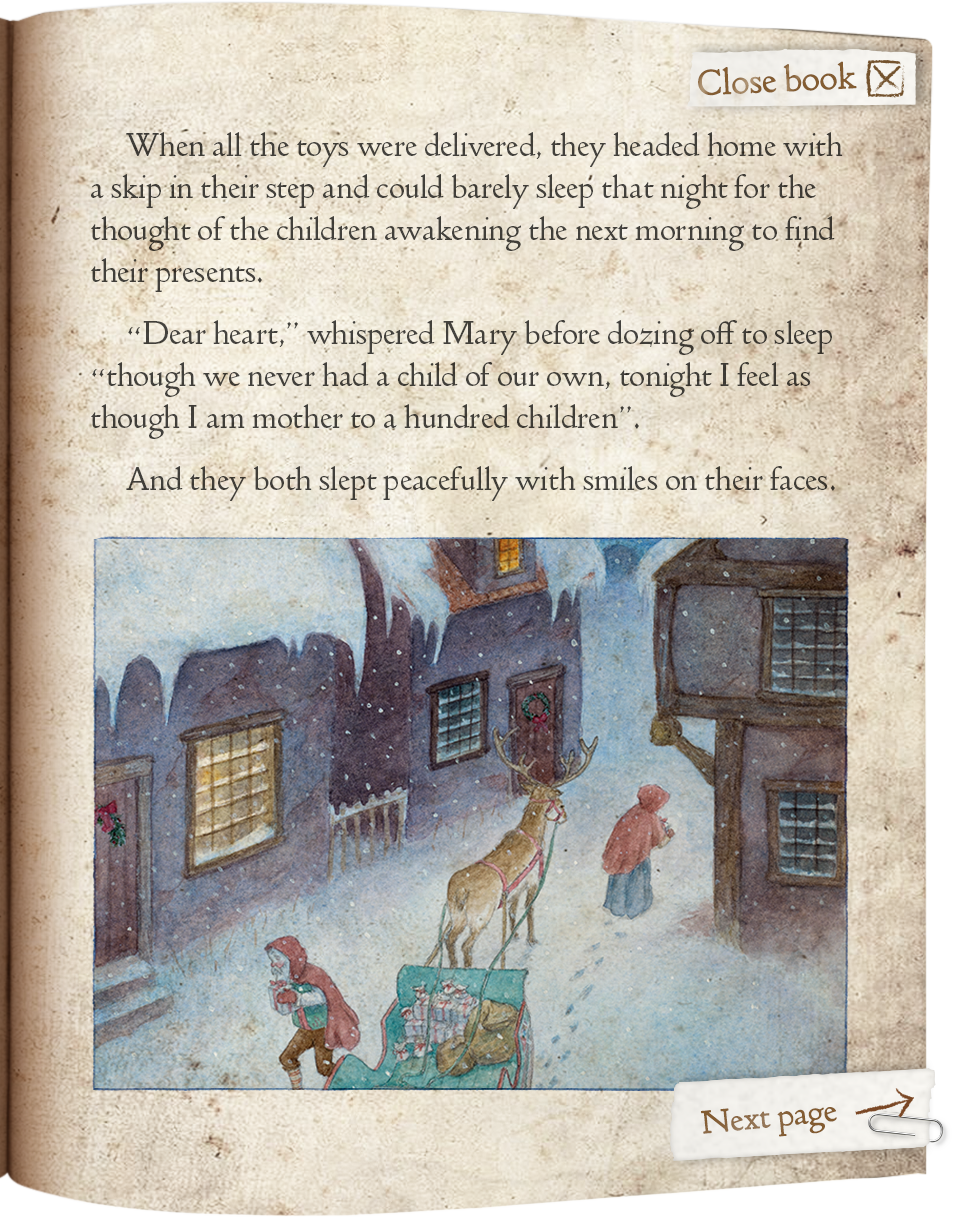 Close book
When all the toys were delivered, they headed home with
a skip in their step and could barely sleep that night for the
thought of the children awakening the next morning to find
their presents.
“Dear heart,” whispered Mary before dozing off to sleep
“though we never had a child of our own, tonight I feel as
though I am mother to a hundred children”.
And they both slept peacefully with smiles on their faces.
Next page